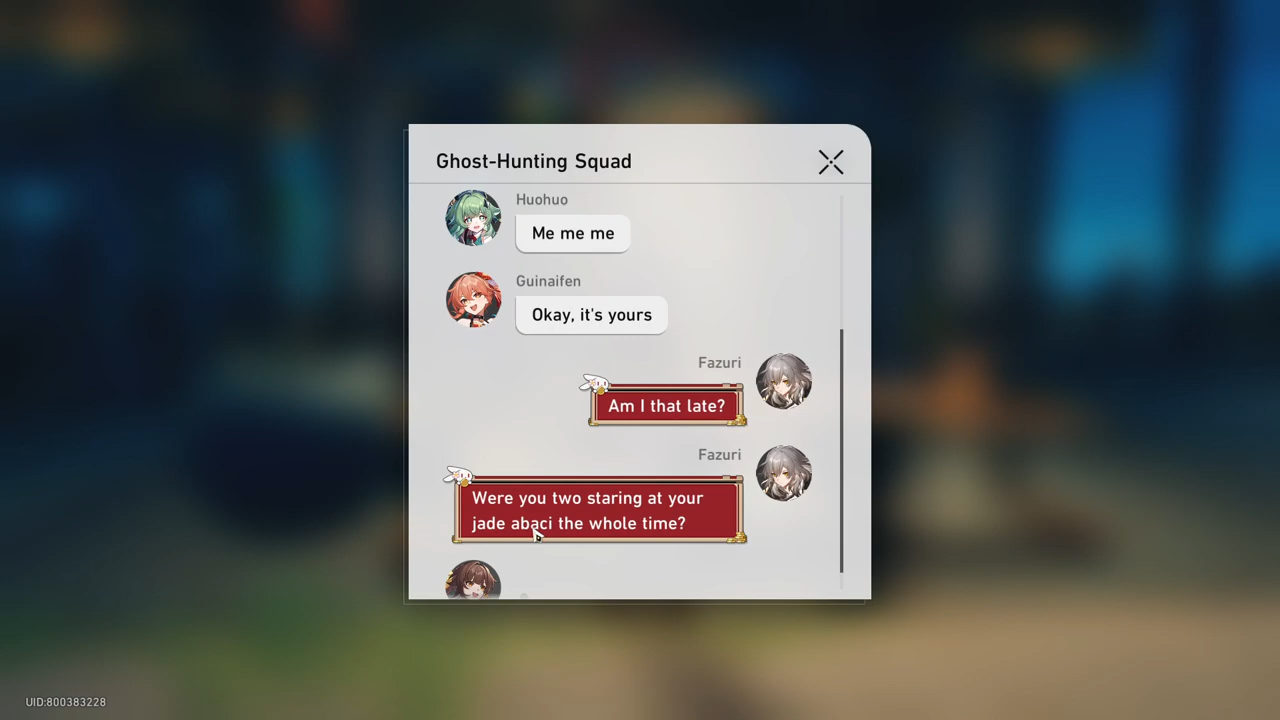 Ghost-Hunting Squad
Huohuo
Me me me
Guinaifen
Okay, it's yours
Fazuri
Am I that late?
Fazuri
Were you two staring at your
jade abaci the whole time?
UID:800383228